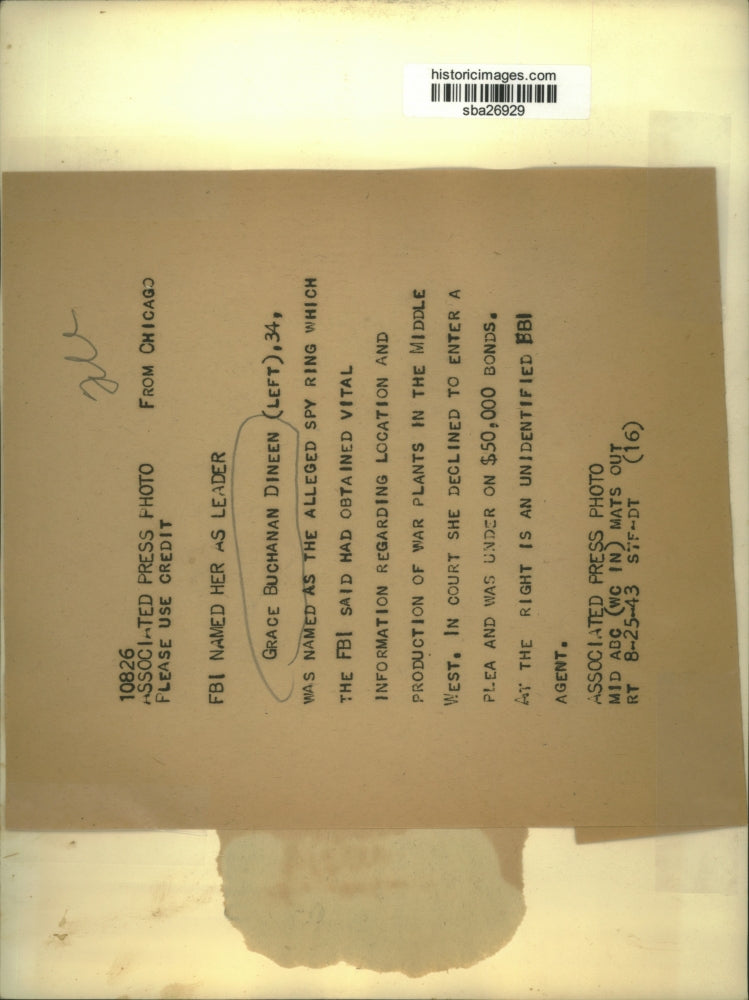 historicimages.com
sba26929
10826
ASSOCIATED PRESS PHOTO FROM CHICAGO
PLEASE USE CREDIT
FBI NAMED HER AS LEADER
GRACE BUCHANAN DINEEN (LEFT),34,
WAS NAMED AS THE ALLEGED SPY RING WHICH
THE FBI SAID HAD OBTAINED VITAL
INFORMATION REGARDING LOCATION AND
PRODUCTION OF WAR PLANTS IN THE MIDDLE
WEST. IN COURT SHE DECLINED TO ENTER A
PLEA AND WAS UNDER ON $50,000 BONDS.
AT THE RIGHT IS AN UNIDENTIFIED FBI
AGENT.
ASSOCIATED PRESS PHOTO
MID ABC (WC IN) MATS OUT
RT 8-25-43 STF-DT (16)